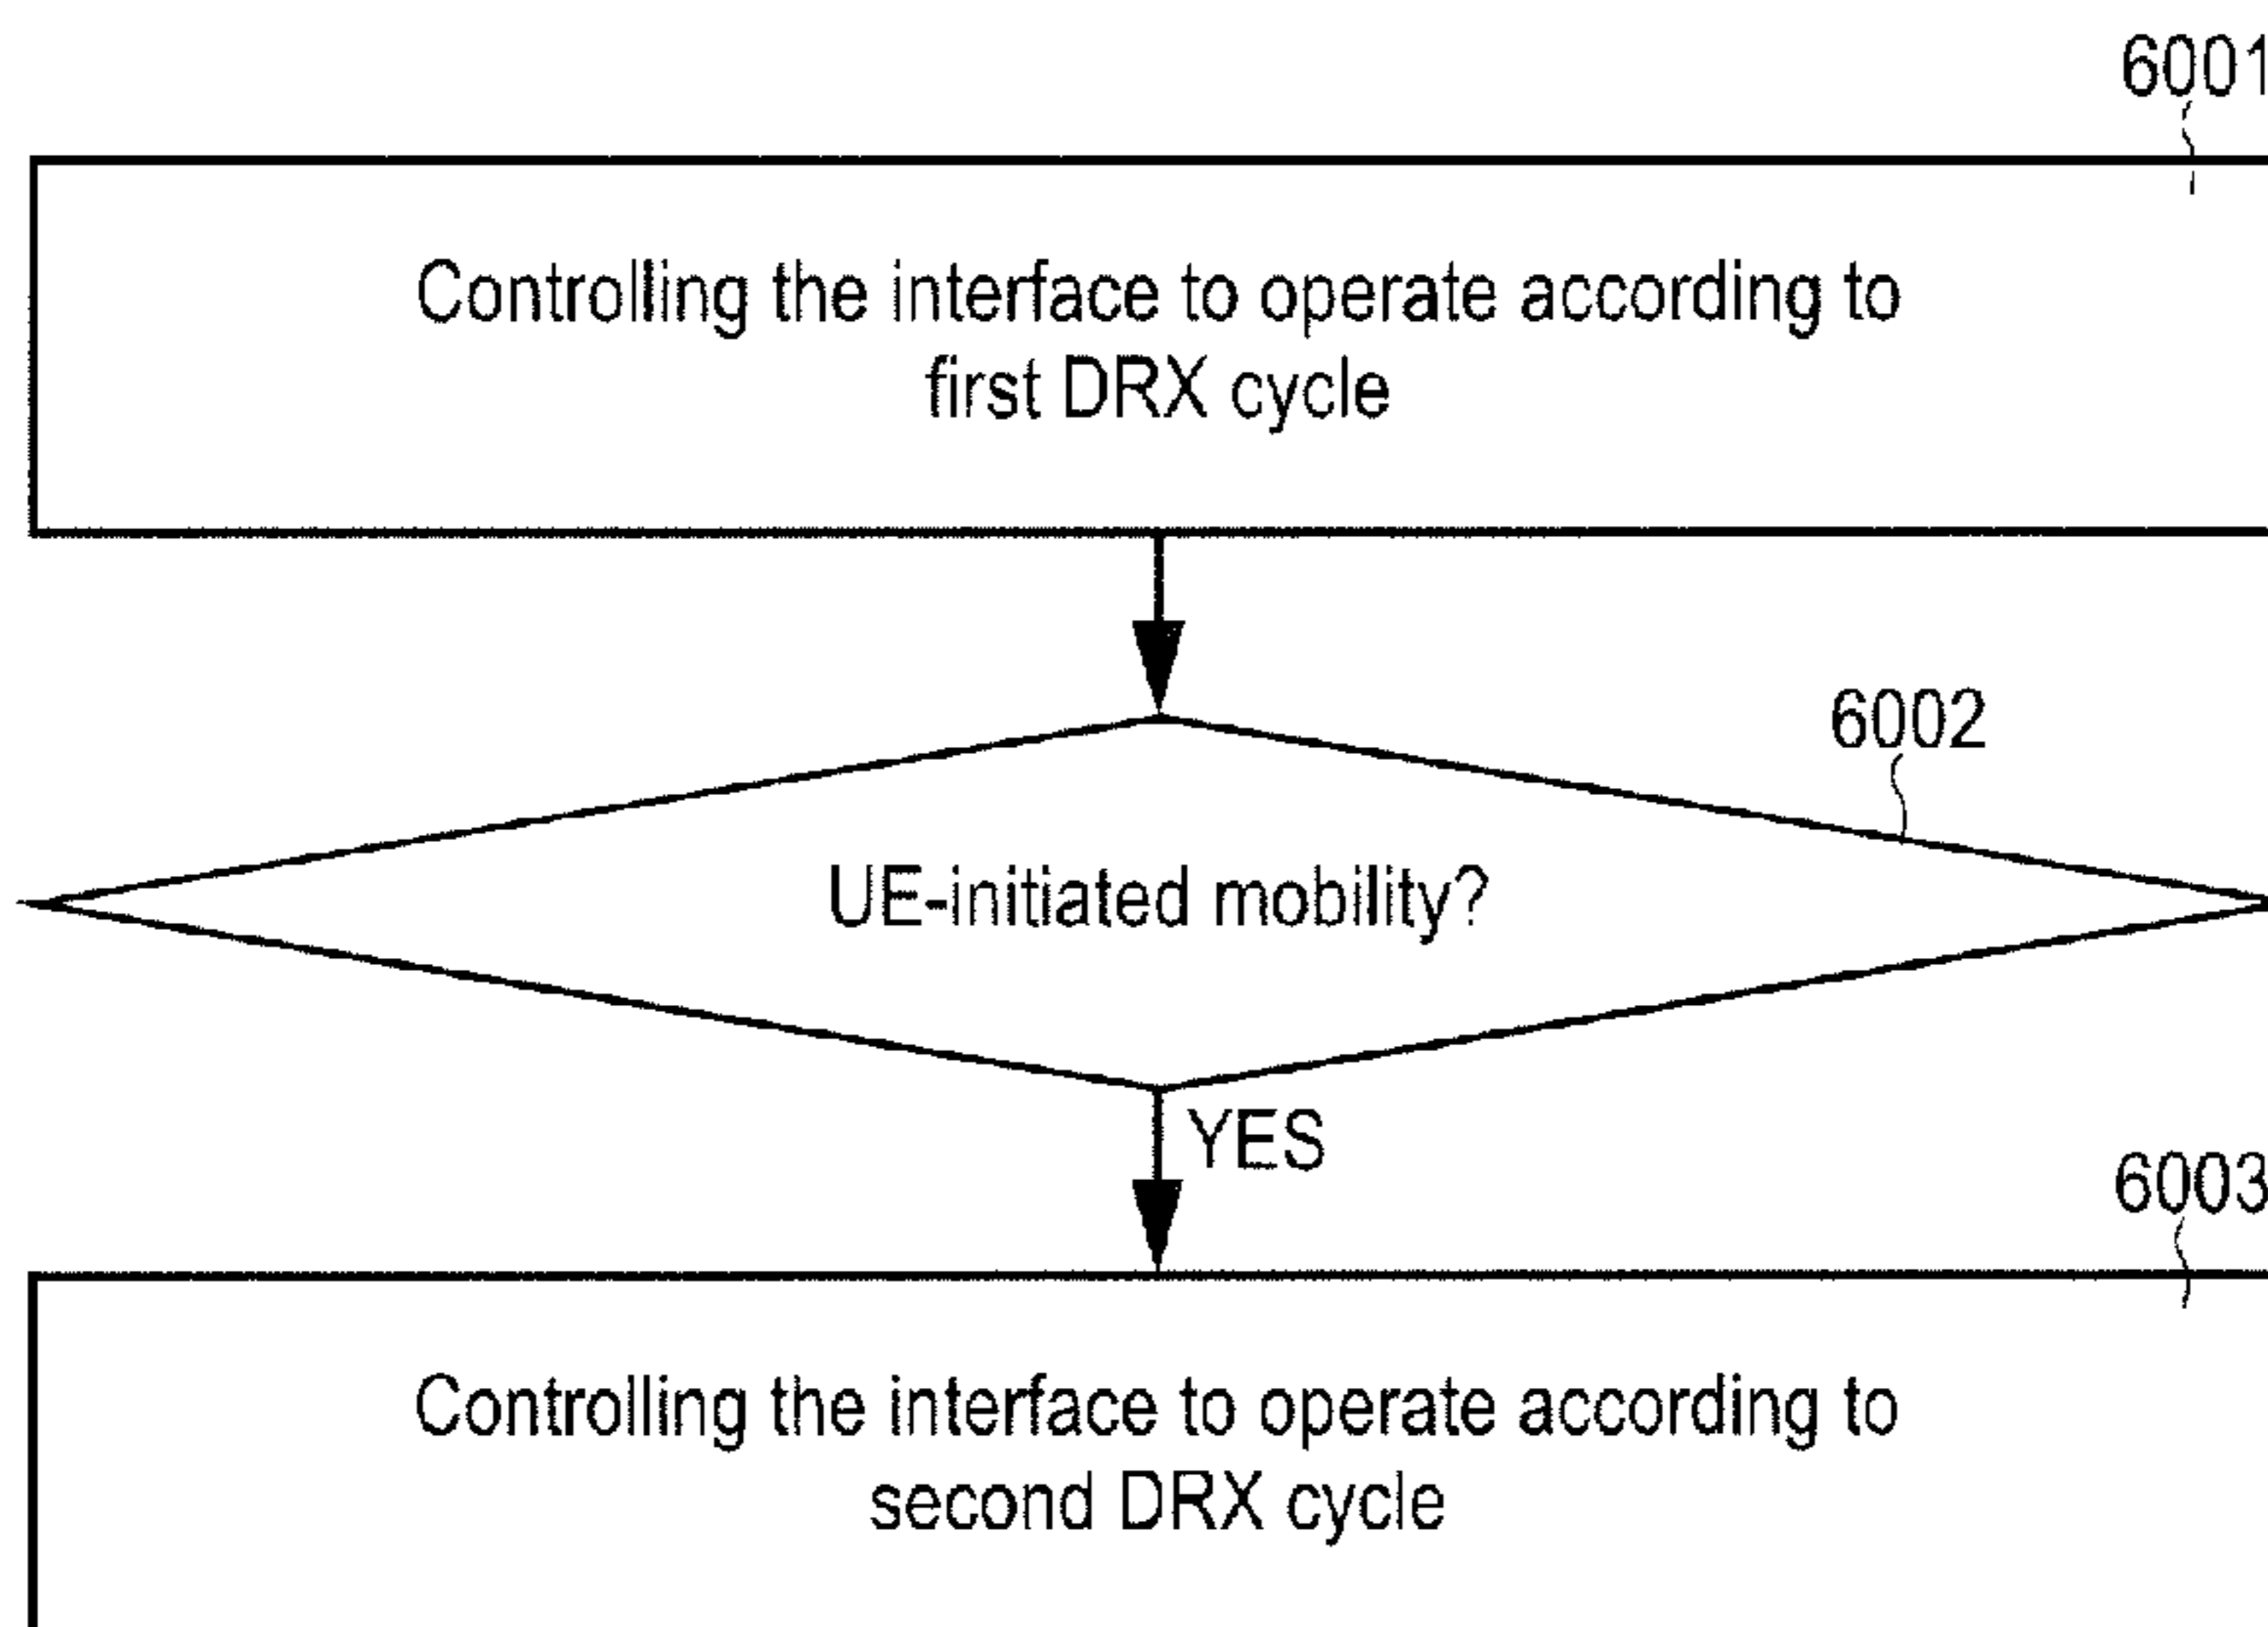 6001
Controlling the interface to operate according to
first DRX cycle
6002
UE-initiated mobility?
YES
6003
Controlling the interface to operate according to
second DRX cycle